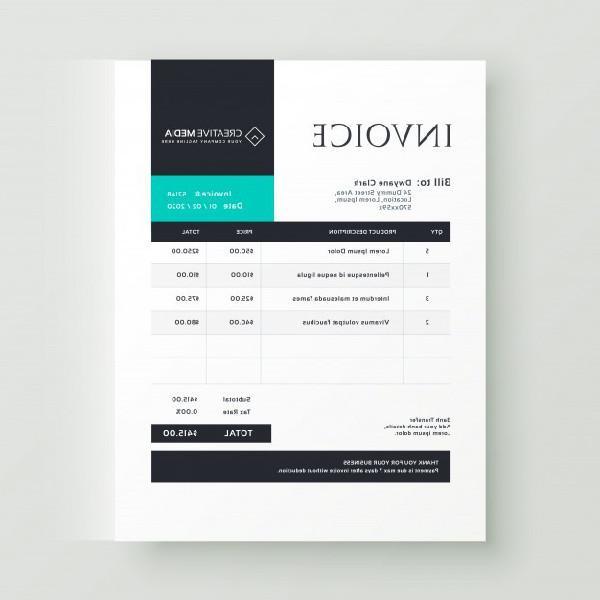 INVOICE
CREATIVE MEDIA
YOUR COMPANY TAGLINE HERE
Bill to: Dwyane Clark
24 Dummy Street Area,
Location, Lorem Ipsum,
570xx59x
Invoice# 52148
Date 01 / 02 / 2020
QTY PRODUCT DESCRIPTION PRICE TOTAL
5 Lorem Ipsum Dolor $50.00 $250.00
1 Pellentesque id neque ligula $10.00 $10.00
3 Interdum et malesuada fames $25.00 $75.00
2 Vivamus volutpat faucibus $40.00 $80.00
Subtotal $415.00
Tax Rate 0.00%
TOTAL $415.00
Bank Transfer
Add your bank details.
Lorem ipsum dolor.
THANK YOU FOR YOUR BUSINESS
Payment is due max 7 days after invoice without deduction.